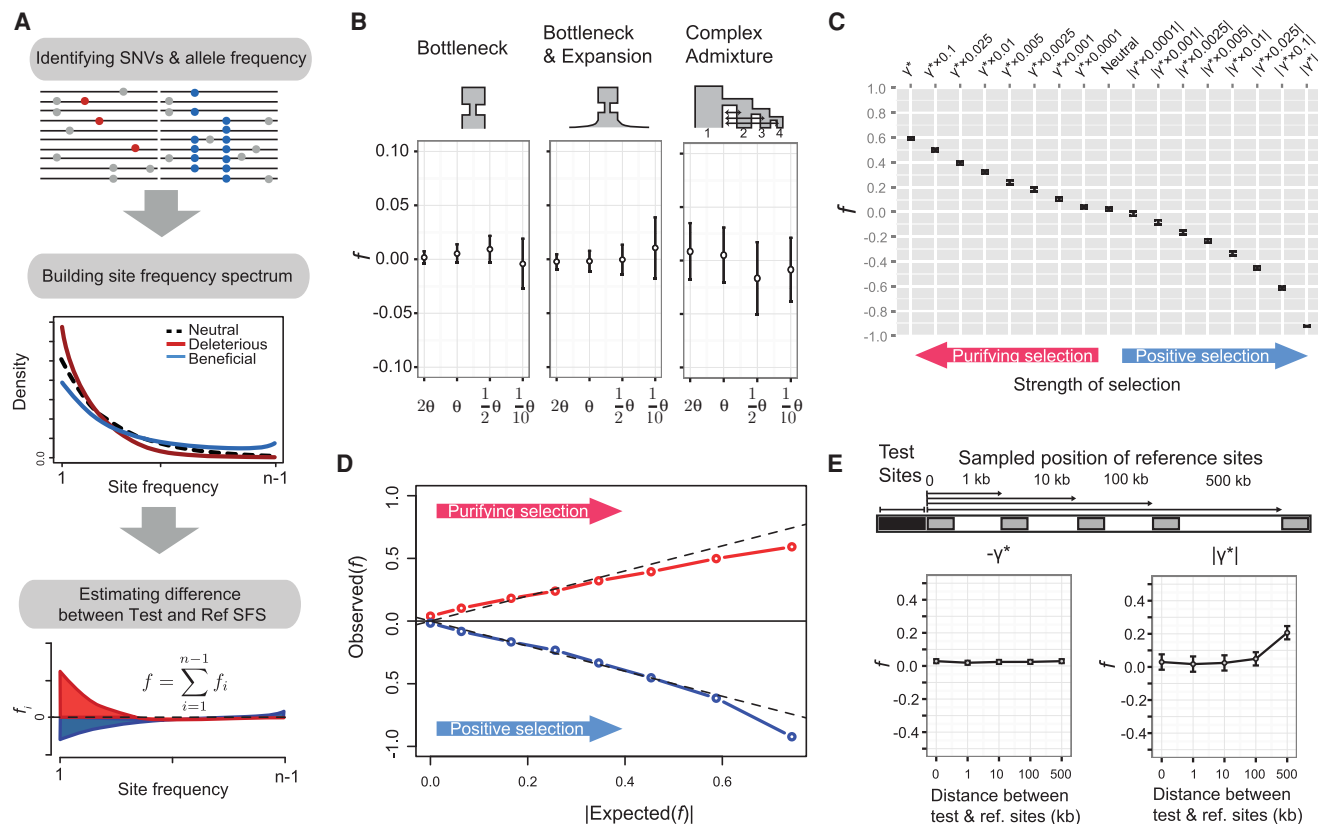 A
Identifying SNVs & allele frequency
Building site frequency spectrum
Neutral
Deleterious
Beneficial
Density
0.0
1
n-1
Site frequency
Estimating difference
between Test and Ref SFS
f = \sum_{i=1}^{n-1} f_i
f_i
0
1
n-1
Site frequency
B
Bottleneck
Bottleneck
& Expansion
Complex
Admixture
1 2 3 4
f
0.10
0.05
0.00
-0.05
-0.10
2θ θ 1/2 θ 1/10 θ
2θ θ 1/2 θ 1/10 θ
2θ θ 1/2 θ 1/10 θ
C
γ* γ*×0.1 γ*×0.025 γ*×0.01 γ*×0.005 γ*×0.0025 γ*×0.001 γ*×0.0001 Neutral |γ*×0.0001| |γ*×0.001| |γ*×0.0025| |γ*×0.005| |γ*×0.01| |γ*×0.025| |γ*×0.1| |γ*|
f
1.0
0.8
0.6
0.4
0.2
0.0
-0.2
-0.4
-0.6
-0.8
-1.0
Purifying selection
Positive selection
Strength of selection
D
Observed(f)
1.0
0.5
0.0
0.5
-1.0
Purifying selection
Positive selection
0.0 0.2 0.4 0.6
|Expected(f)|
E
Test
Sites
Sampled position of reference sites
0 1 kb 10 kb 100 kb 500 kb
-γ*
f
0.4
0.2
0.0
-0.2
-0.4
0 1 10 100 500
Distance between
test & ref. sites (kb)
|γ*|
f
0.4
0.2
0.0
-0.2
-0.4
0 1 10 100 500
Distance between
test & ref. sites (kb)